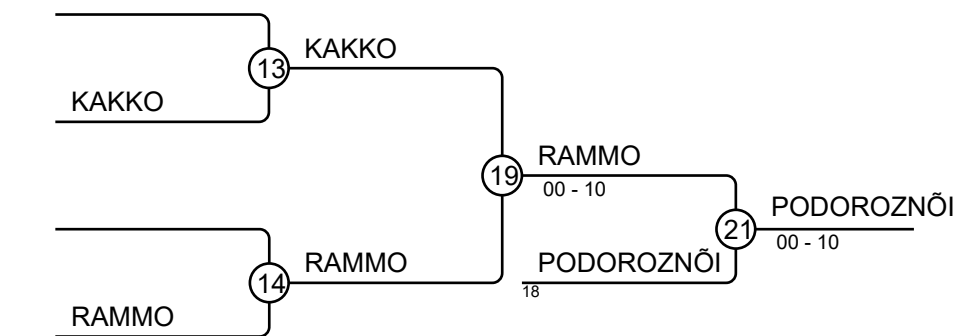 KAKKO
13
KAKKO
RAMMO
19
00 - 10
PODOROZNÕI
21
00 - 10
RAMMO
PODOROZNÕI
14
18
RAMMO